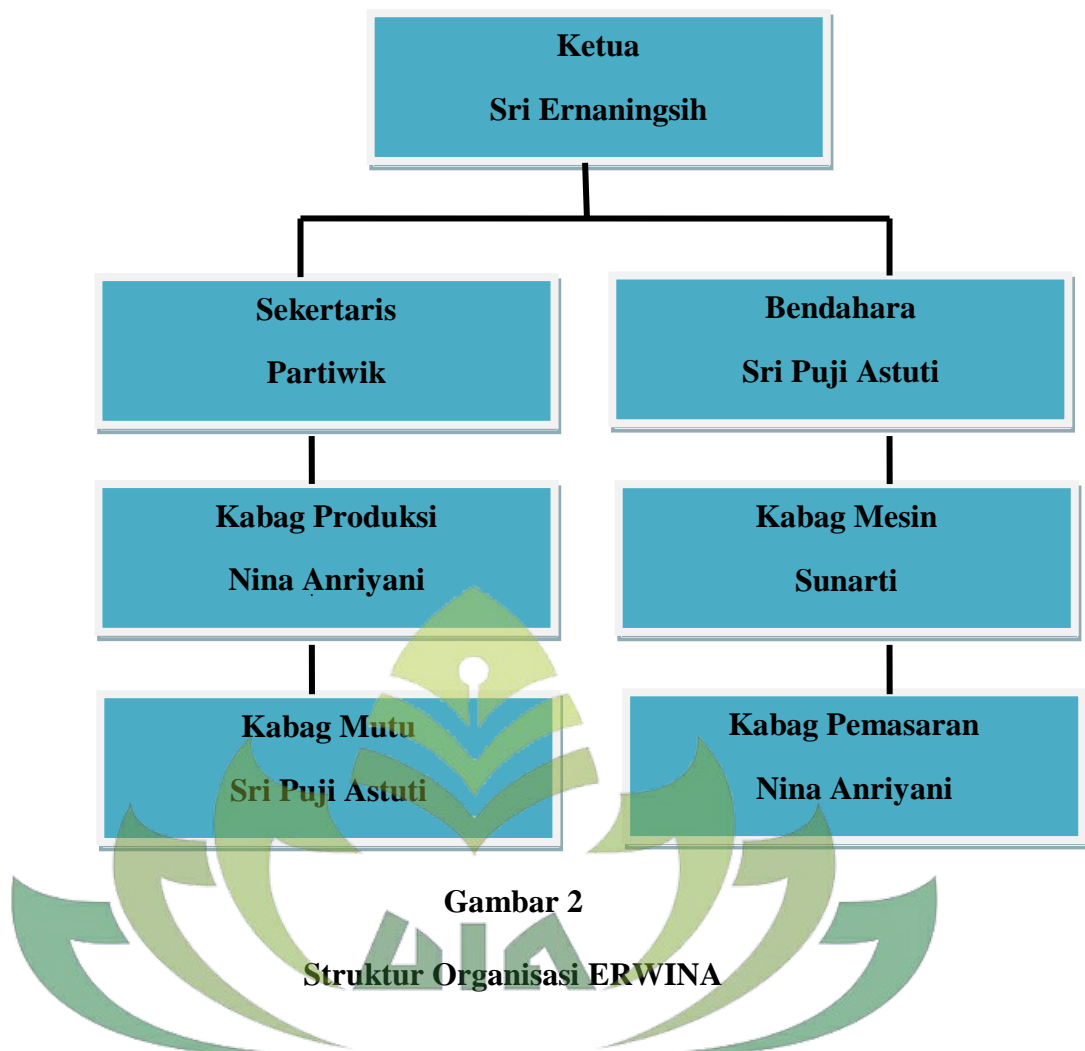 Ketua
Sri Ernaningsih
Sekertaris
Partiwik
Bendahara
Sri Puji Astuti
Kabag Produksi
Nina Anriyani
Kabag Mesin
Sunarti
Kabag Mutu
Sri Puji Astuti
Kabag Pemasaran
Nina Anriyani
Gambar 2
UIN
Struktur Organisasi ERWINA